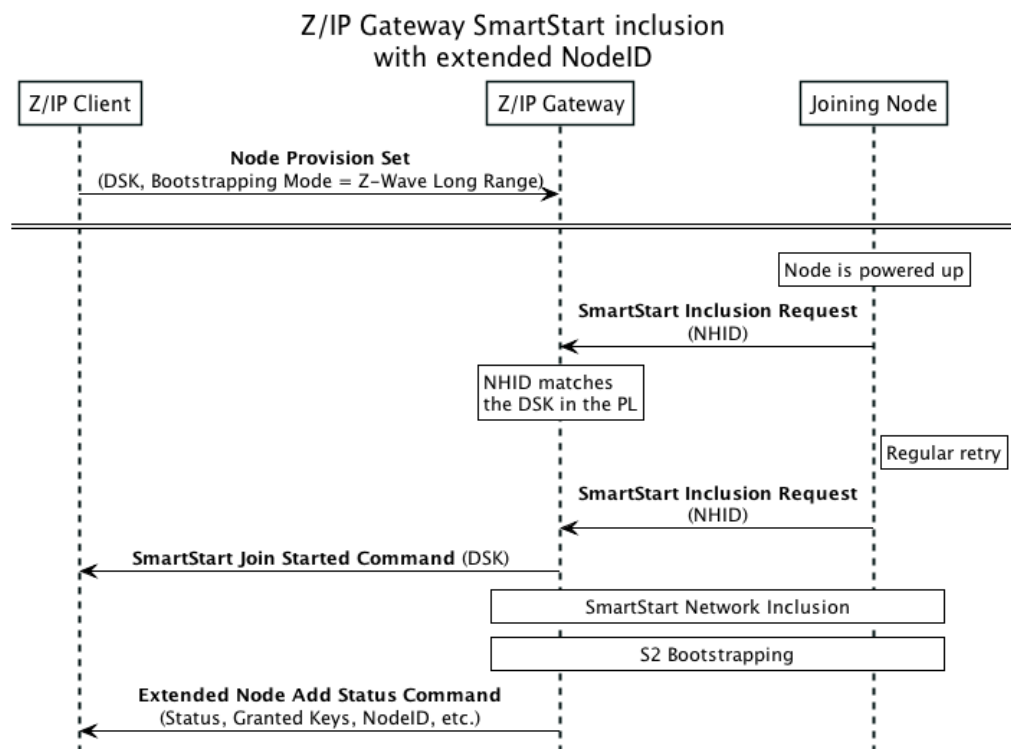 Z/IP Gateway SmartStart inclusion
with extended NodeID
Z/IP Client
Z/IP Gateway
Joining Node
Node Provision Set
(DSK, Bootstrapping Mode = Z-Wave Long Range)
Node is powered up
SmartStart Inclusion Request
(NHID)
NHID matches
the DSK in the PL
Regular retry
SmartStart Inclusion Request
(NHID)
SmartStart Join Started Command (DSK)
SmartStart Network Inclusion
S2 Bootstrapping
Extended Node Add Status Command
(Status, Granted Keys, NodeID, etc.)